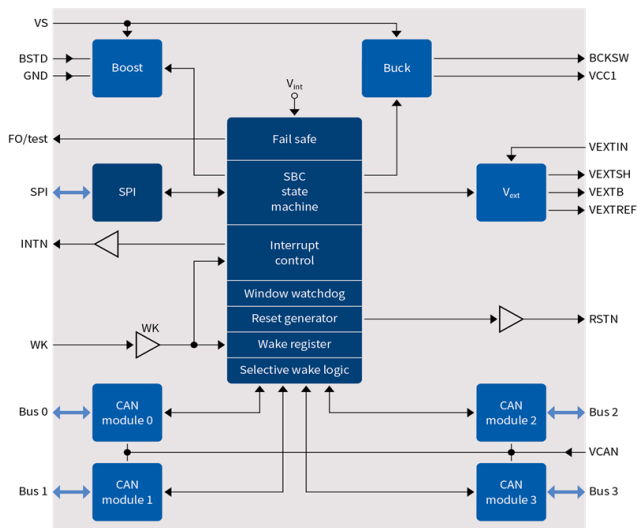 VS
BSTD
GND
Boost
Buck
BCKSW
VCC1
Vint
FO/test
Fail safe
VEXTIN
SPI
SPI
SBC
state
machine
Vext
VEXTSH
VEXTB
VEXTREF
INTN
Interrupt
control
Window watchdog
Reset generator
RSTN
WK
WK
Wake register
Selective wake logic
Bus 0
CAN
module 0
CAN
module 2
Bus 2
VCAN
Bus 1
CAN
module 1
CAN
module 3
Bus 3